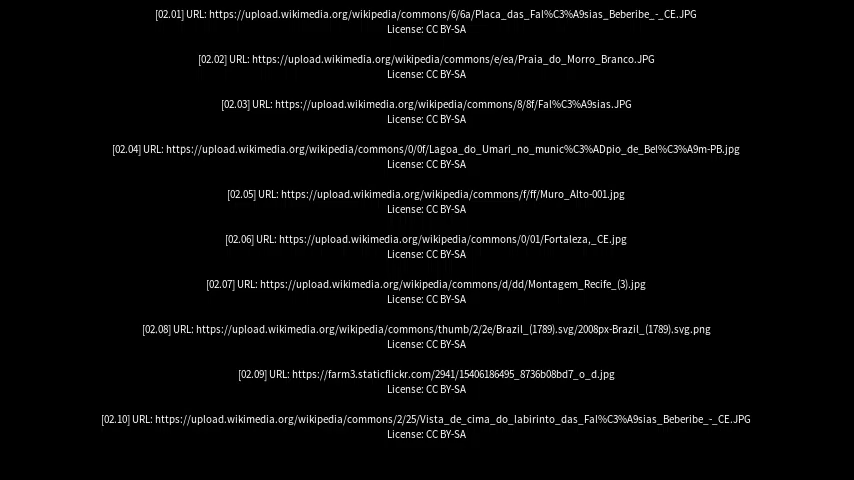 [02.01] URL: https://upload.wikimedia.org/wikipedia/commons/6/6a/Placa_das_Fal%C3%A9sias_Beberibe_-_CE.JPG
License: CC BY-SA
[02.02] URL: https://upload.wikimedia.org/wikipedia/commons/e/ea/Praia_do_Morro_Branco.JPG
License: CC BY-SA
[02.03] URL: https://upload.wikimedia.org/wikipedia/commons/8/8f/Fal%C3%A9sias.JPG
License: CC BY-SA
[02.04] URL: https://upload.wikimedia.org/wikipedia/commons/0/0f/Lagoa_do_Umari_no_munic%C3%ADpio_de_Bel%C3%A9m-PB.jpg
License: CC BY-SA
[02.05] URL: https://upload.wikimedia.org/wikipedia/commons/f/ff/Muro_Alto-001.jpg
License: CC BY-SA
[02.06] URL: https://upload.wikimedia.org/wikipedia/commons/0/01/Fortaleza,_CE.jpg
License: CC BY-SA
[02.07] URL: https://upload.wikimedia.org/wikipedia/commons/d/dd/Montagem_Recife_(3).jpg
License: CC BY-SA
[02.08] URL: https://upload.wikimedia.org/wikipedia/commons/thumb/2/2e/Brazil_(1789).svg/2008px-Brazil_(1789).svg.png
License: CC BY-SA
[02.09] URL: https://farm3.staticflickr.com/2941/15406186495_8736b08bd7_o_d.jpg
License: CC BY-SA
[02.10] URL: https://upload.wikimedia.org/wikipedia/commons/2/25/Vista_de_cima_do_labirinto_das_Fal%C3%A9sias_Beberibe_-_CE.JPG
License: CC BY-SA